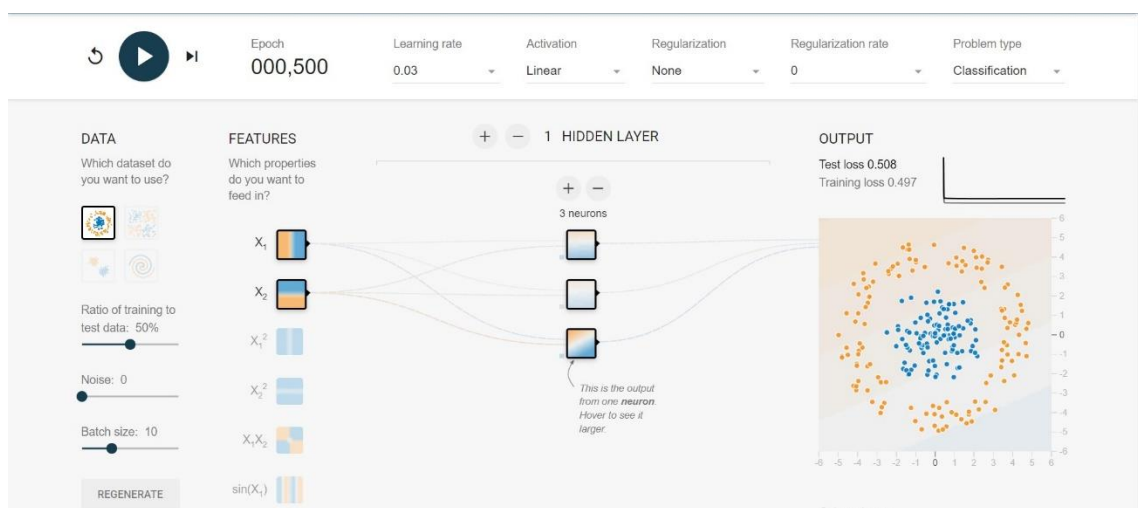 Epoch
000,500
Learning rate
0.03
Activation
Linear
Regularization
None
Regularization rate
0
Problem type
Classification
DATA
Which dataset do
you want to use?
Ratio of training to
test data: 50%
Noise: 0
Batch size: 10
REGENERATE
FEATURES
Which properties
do you want to
feed in?
X₁
X₂
X₁²
X₂²
X₁X₂
sin(X₁)
+ − 1 HIDDEN LAYER
+ −
3 neurons
This is the output
from one neuron.
Hover to see it
larger.
OUTPUT
Test loss 0.508
Training loss 0.497
6
5
4
3
2
1
0
-1
-2
-3
-4
-5
-6
-6 -5 -4 -3 -2 -1 0 1 2 3 4 5 6